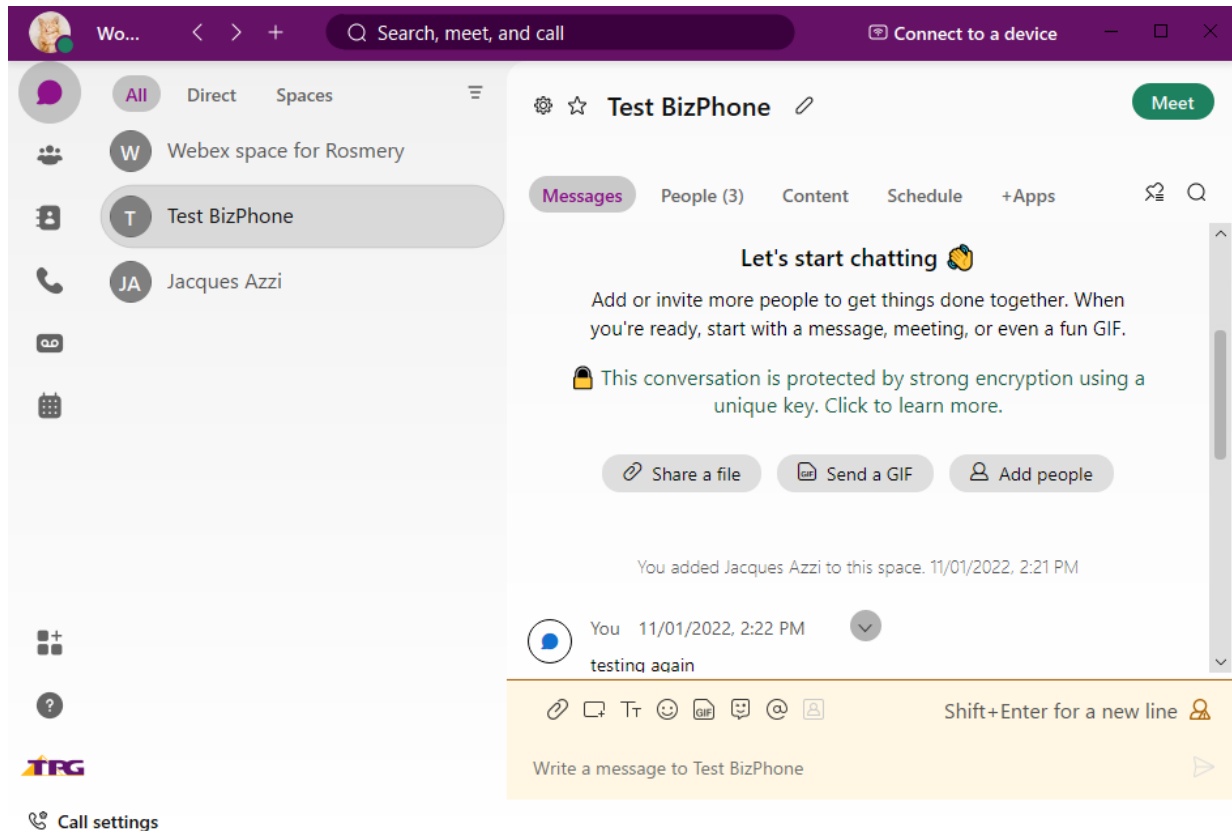 Wo...
Search, meet, and call
Connect to a device
All Direct Spaces
W Webex space for Rosmery
T Test BizPhone
JA Jacques Azzi
TPG
Call settings
Test BizPhone
Meet
Messages People (3) Content Schedule +Apps
Let's start chatting 👋
Add or invite more people to get things done together. When
you're ready, start with a message, meeting, or even a fun GIF.
🔒 This conversation is protected by strong encryption using a
unique key. Click to learn more.
Share a file GIF Send a GIF Add people
You added Jacques Azzi to this space. 11/01/2022, 2:21 PM
You 11/01/2022, 2:22 PM
testing again
TT GIF @ Shift+Enter for a new line
Write a message to Test BizPhone